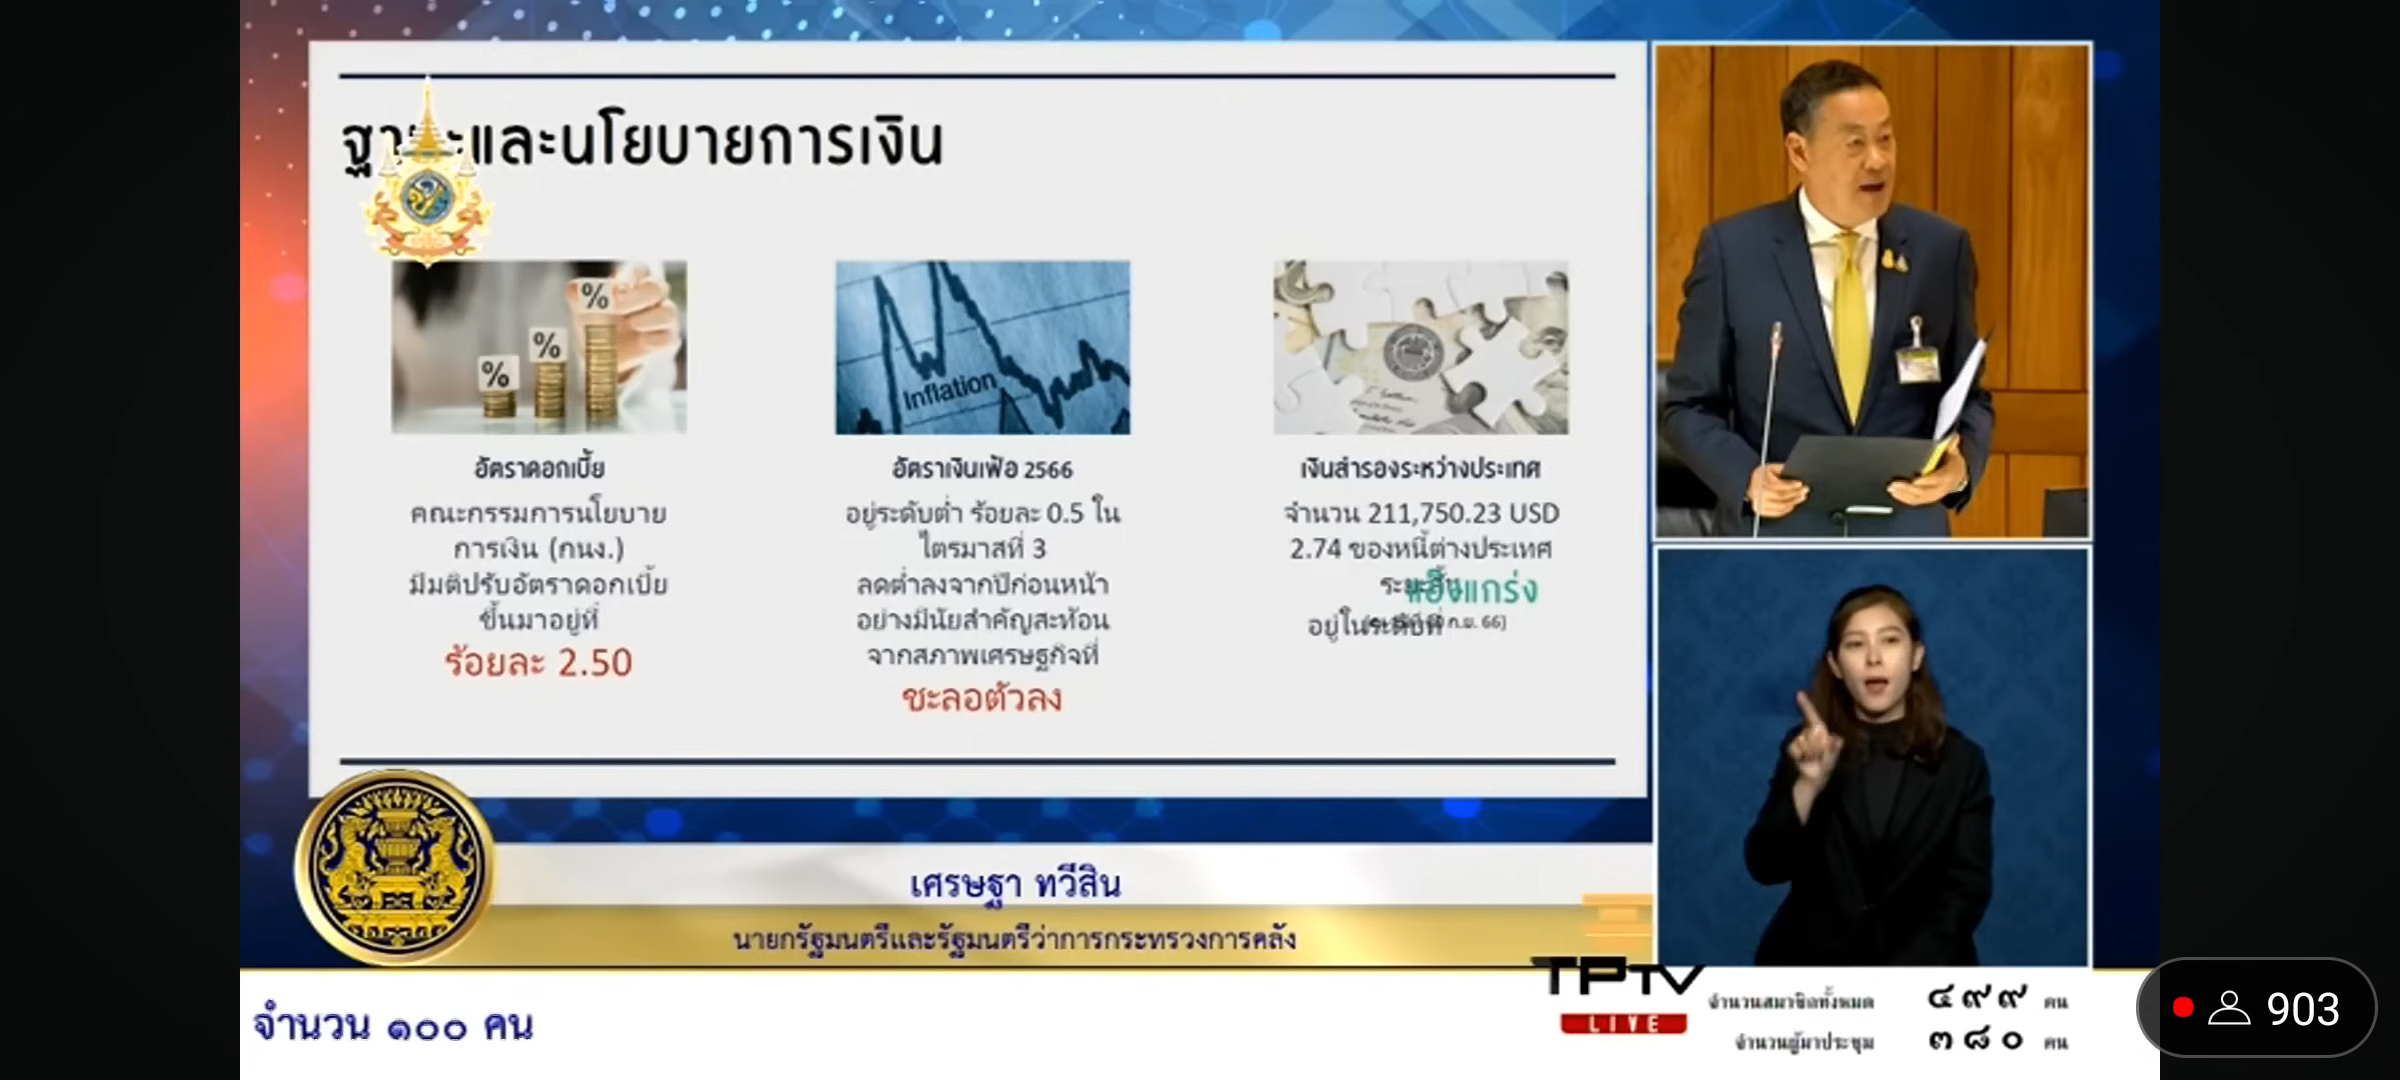 ฐานะและนโยบายการเงิน
%
%
%
Inflation
อัตราดอกเบี้ย
คณะกรรมการนโยบาย
การเงิน (กนง.)
มีมติปรับอัตราดอกเบี้ย
ขึ้นมาอยู่ที่
ร้อยละ 2.50
อัตราเงินเฟ้อ 2566
อยู่ระดับต่ำ ร้อยละ 0.5 ใน
ไตรมาสที่ 3
ลดต่ำลงจากปีก่อนหน้า
อย่างมีนัยสำคัญสะท้อน
จากสภาพเศรษฐกิจที่
ชะลอตัวลง
เงินสำรองระหว่างประเทศ
จำนวน 211,750.23 USD
2.74 ของหนี้ต่างประเทศ
แข็งแกร่ง
อยู่ในระดับที่
ก.ย. 66)
เศรษฐา ทวีสิน
นายกรัฐมนตรีและรัฐมนตรีว่าการกระทรวงการคลัง
จำนวน ๑๐๐ คน
TPTV
LIVE
จำนวนสมาชิกทั้งหมด ๔๙๙ คน
จำนวนผู้มาประชุม ๓๘๐ คน
903